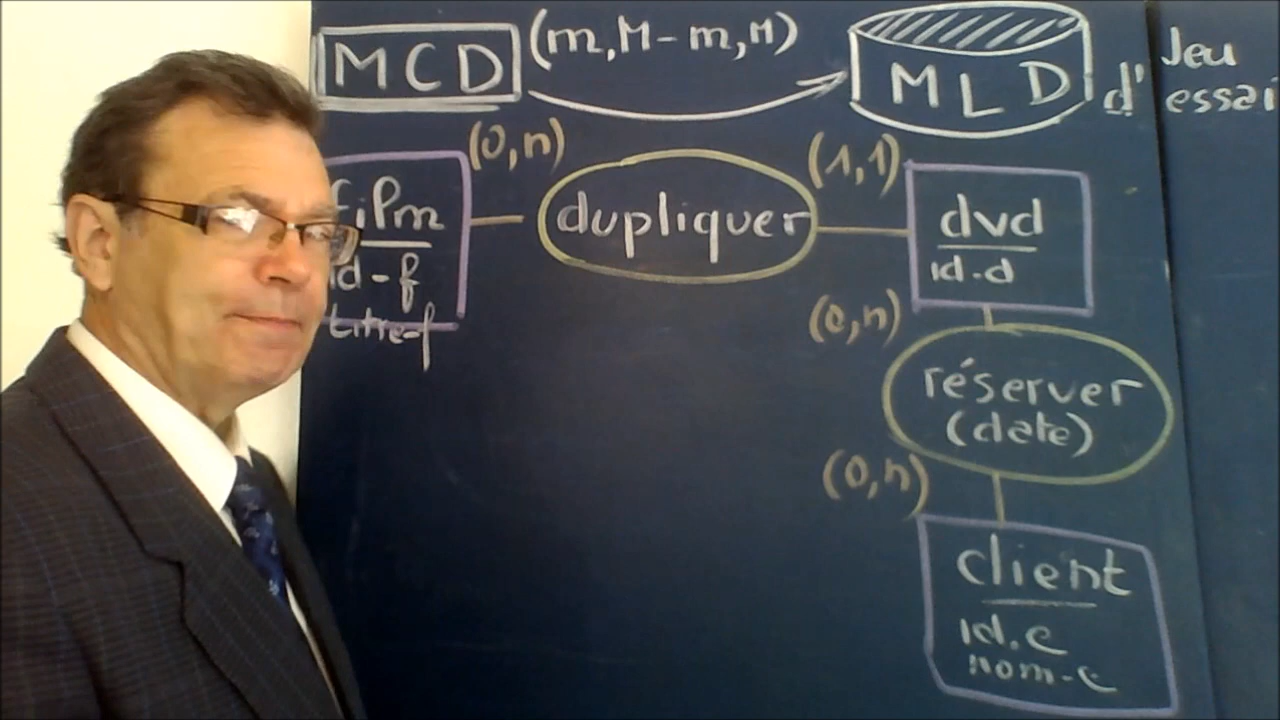 MCD (m,M-m,M) MLD
Jeu
d'essai
(0,n) (1,1)
film dupliquer dvd
id-f id-d
titre-f
(0,n)
réserver
(date)
(0,n)
client
id.c
nom-c